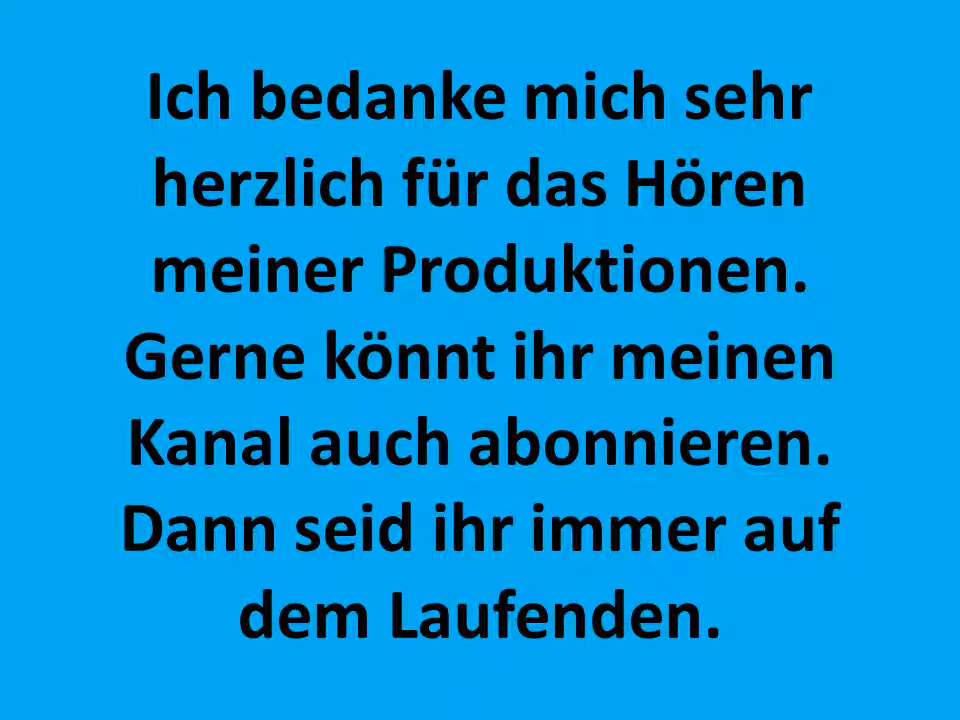 Ich bedanke mich sehr
herzlich für das Hören
meiner Produktionen.
Gerne könnt ihr meinen
Kanal auch abonnieren.
Dann seid ihr immer auf
dem Laufenden.